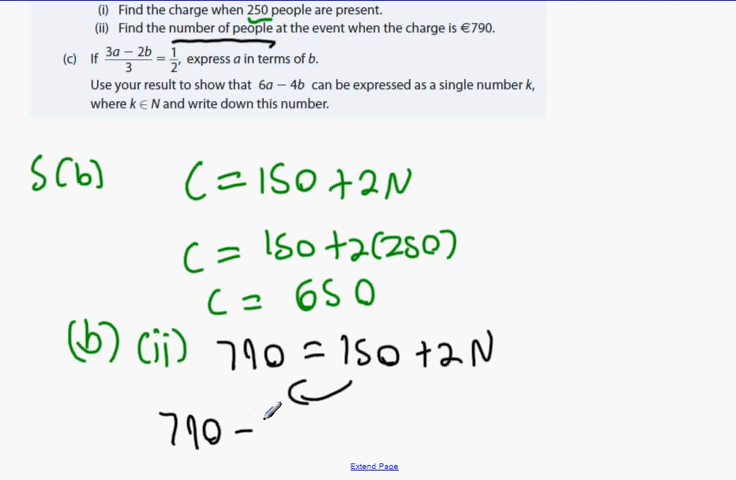 (i) Find the charge when 250 people are present.
(ii) Find the number of people at the event when the charge is €790.
(c) If (3a − 2b)/3 = 1/2, express a in terms of b.
Use your result to show that 6a − 4b can be expressed as a single number k,
where k ∈ N and write down this number.
5(b) C = 150 + 2N
C = 150 + 2(250)
C = 650
(b) (ii) 790 = 150 + 2N
790 −
Extend Page